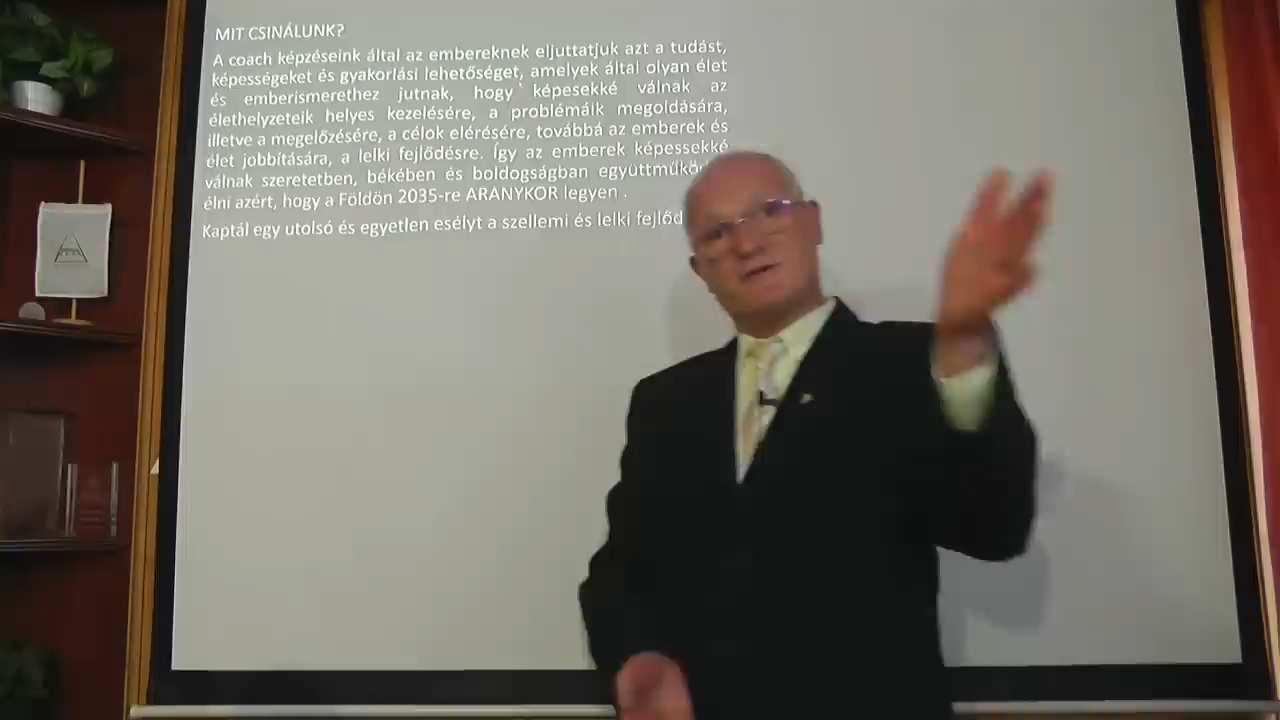 MIT CSINÁLUNK?
A coach képzéseink által az embereknek eljuttatjuk azt a tudást,
képességeket és gyakorlási lehetőséget, amelyek által olyan élet
és emberismerethez jutnak, hogy képesekké válnak az
élethelyzeteik helyes kezelésére, a problémáik megoldására,
illetve a megelőzésére, a célok elérésére, továbbá az emberek és
élet jobbítására, a lelki fejlődésre. Így az emberek képessekké
válnak szeretetben, békében és boldogságban
élni azért, hogy a Földön 2035-re ARANYKOR legyen .
Kaptál egy utolsó és egyetlen esélyt a szellemi és lelki